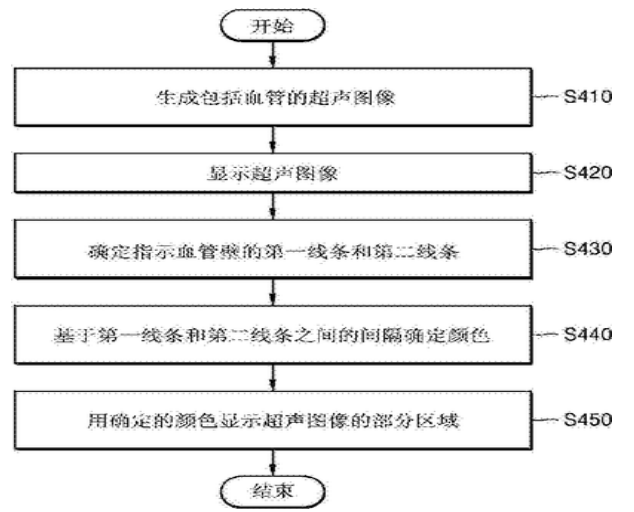 开始
生成包括血管的超声图像
S410
显示超声图像
S420
确定指示血管壁的第一线条和第二线条
S430
基于第一线条和第二线条之间的间隔确定颜色
S440
用确定的颜色显示超声图像的部分区域
S450
结束